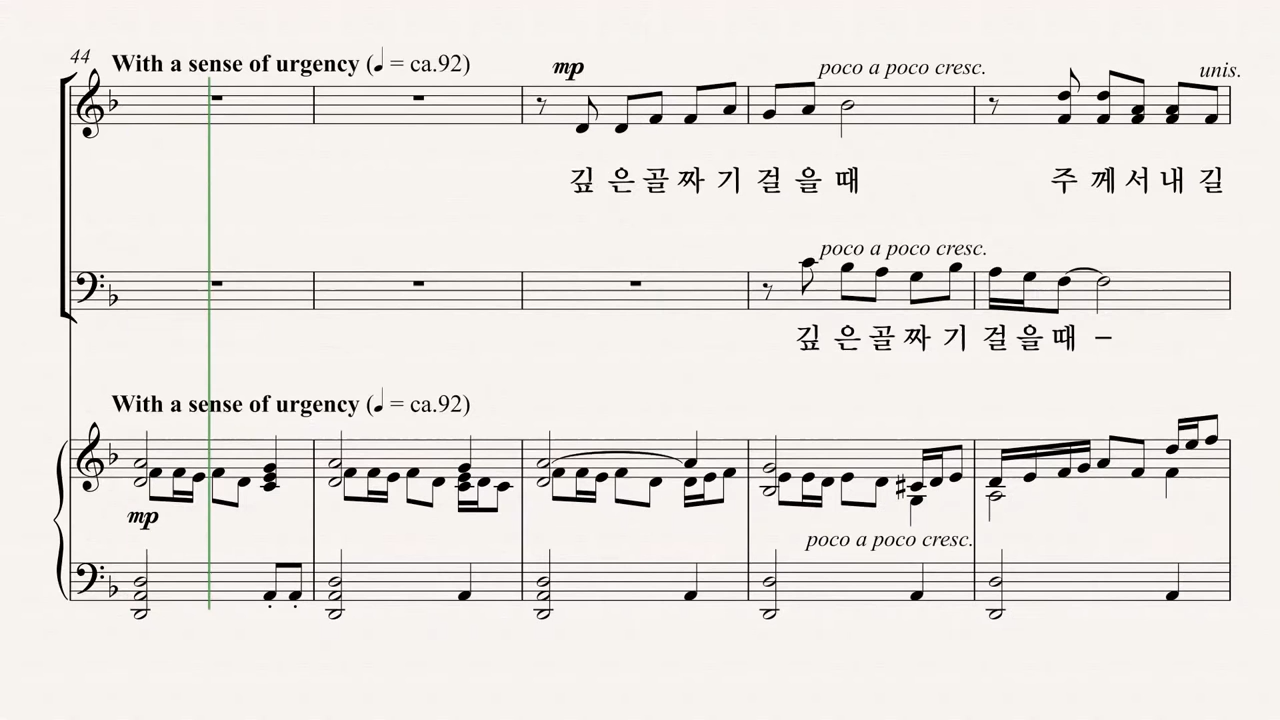 44 With a sense of urgency (♩ = ca.92)
mp poco a poco cresc. unis.
깊 은 골 짜 기 걸 을 때 주 께 서 내 길
poco a poco cresc.
깊 은 골 짜 기 걸 을 때 –
With a sense of urgency (♩ = ca.92)
mp
poco a poco cresc.